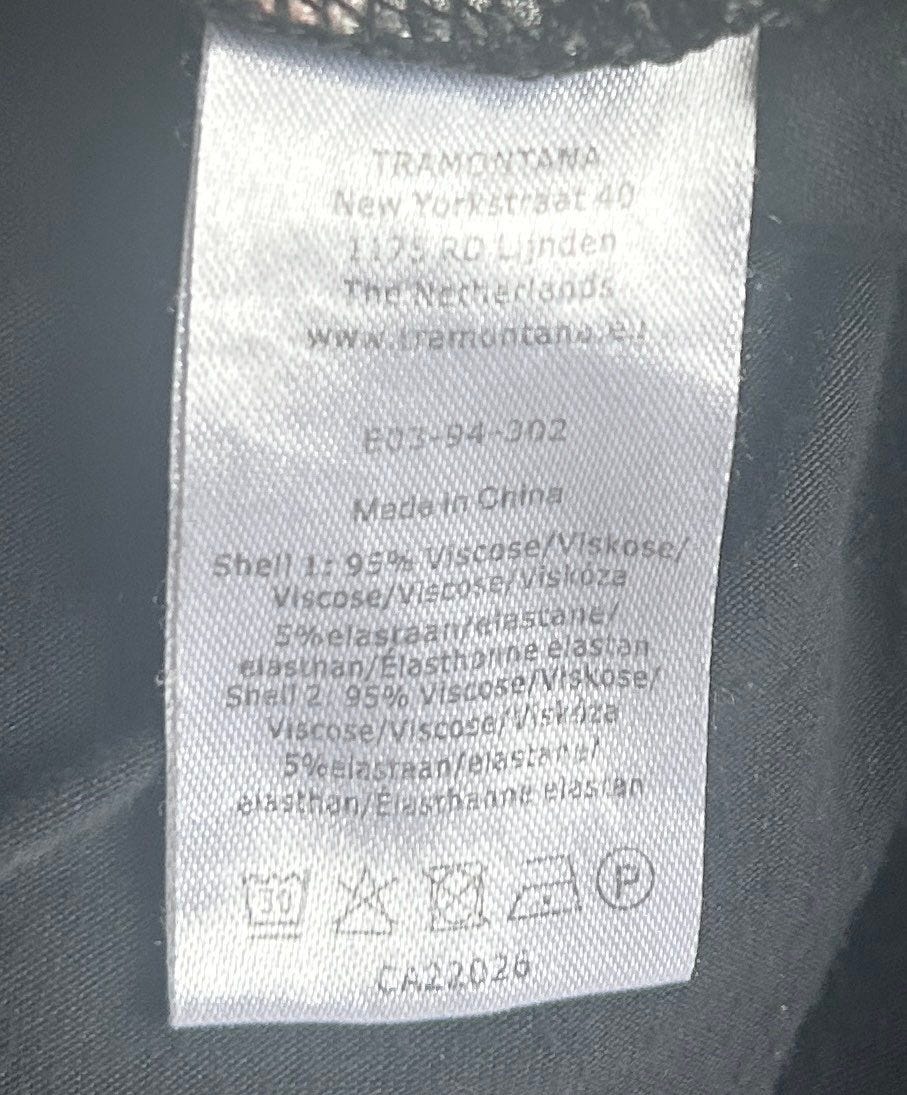 TRAMONTANA
New Yorkstraat 40
1175 RD Lijnden
The Netherlands
www.tramontana.eu
E03-94-302
Made in China
Shell 1: 95% Viscose/Viskose/
Viscose/Viscose/Viskóza
5%elastaan/elastane/
elasthan/Élasthanne elastan
Shell 2: 95% Viscose/Viskose/
Viscose/Viscose/Viskóza
5%elastaan/elastane/
elasthan/Élasthanne elastan
30 P
CA22026